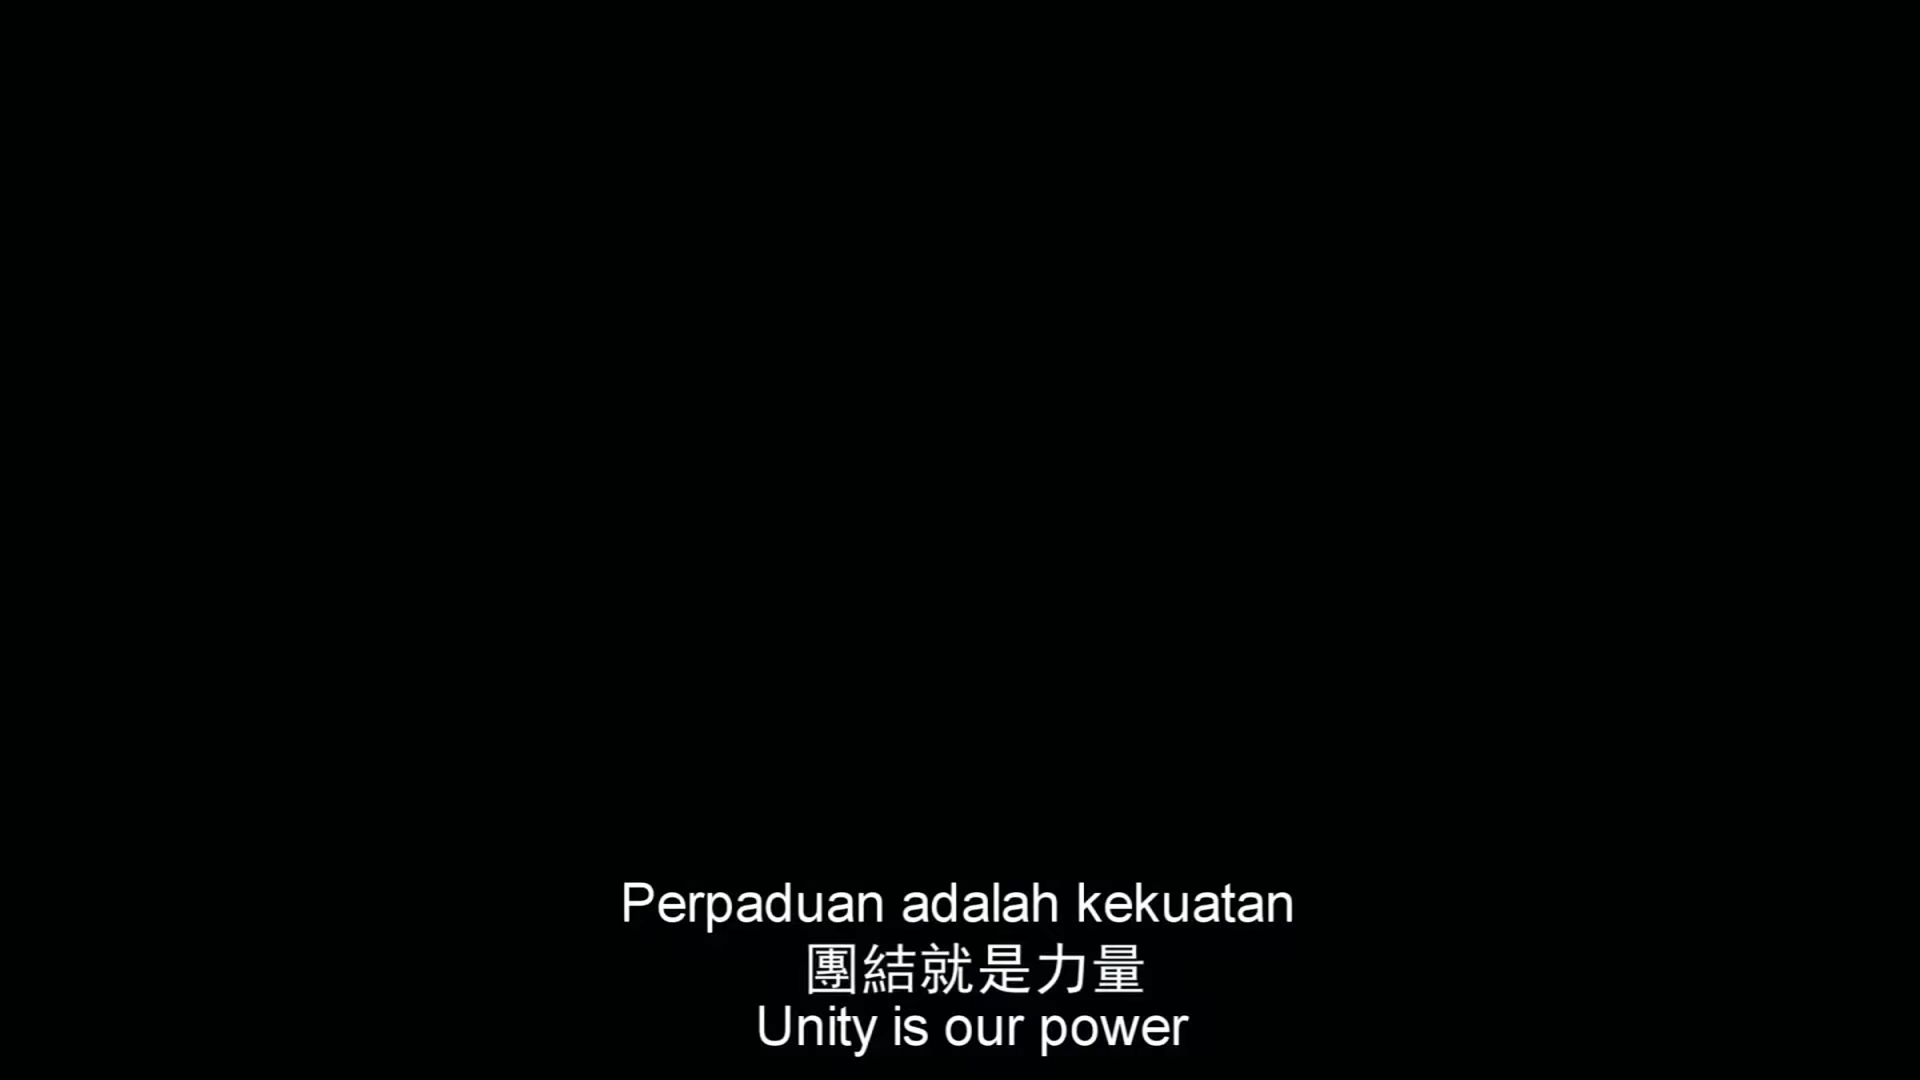 Perpaduan adalah kekuatan
團結就是力量
Unity is our power